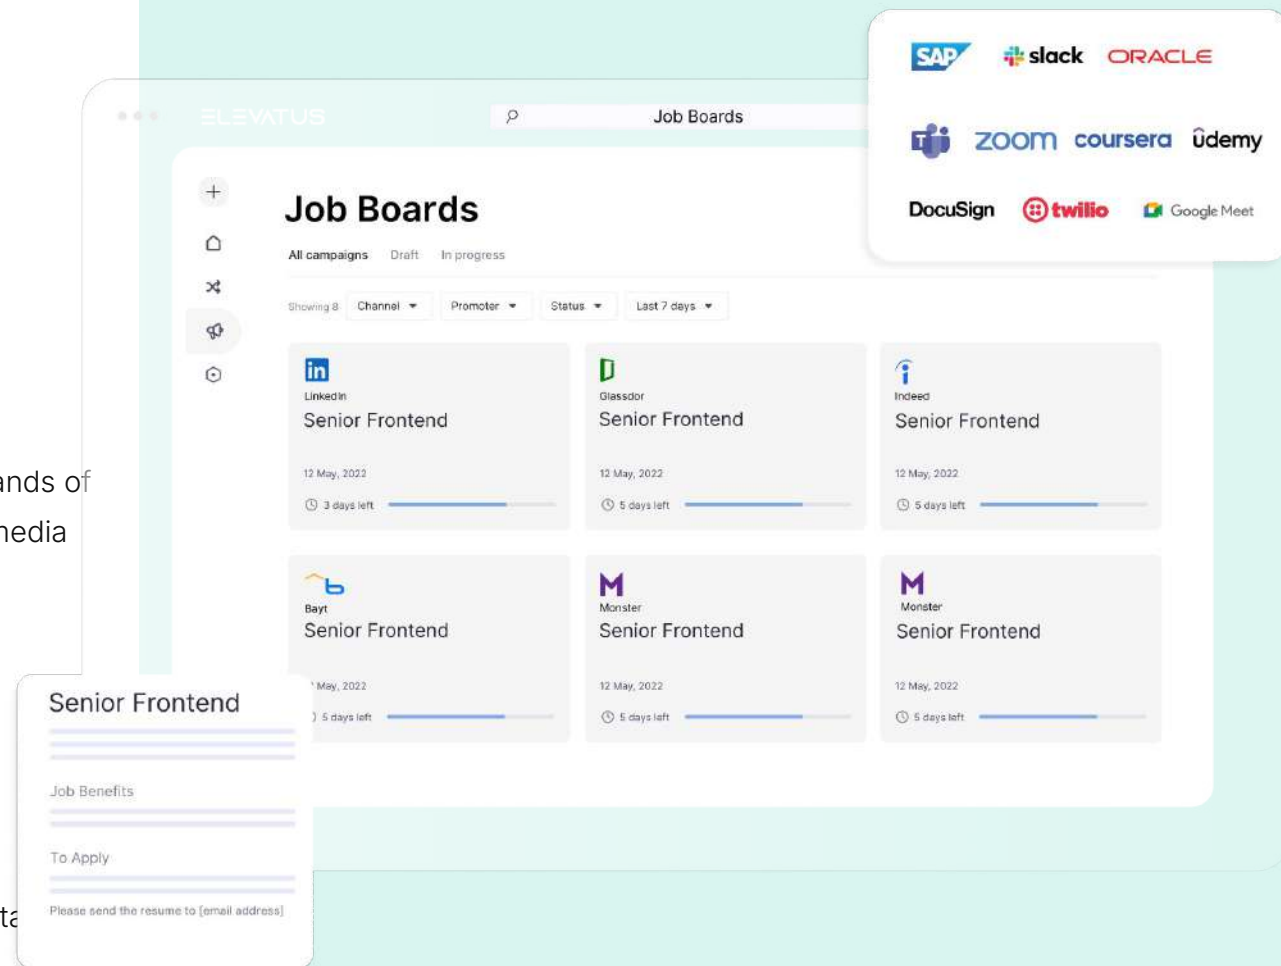 SAP slack ORACLE
ELEVATUS
Job Boards
zoom coursera ûdemy
DocuSign twilio Google Meet
Job Boards
All campaigns Draft In progress
Showing 8 Channel Promoter Status Last 7 days
LinkedIn
Senior Frontend
12 May, 2022
3 days left
Glassdor
Senior Frontend
12 May, 2022
5 days left
Indeed
Senior Frontend
12 May, 2022
5 days left
ands of
media
Bayt
Senior Frontend
May, 2022
5 days left
Monster
Senior Frontend
12 May, 2022
5 days left
Monster
Senior Frontend
12 May, 2022
5 days left
Senior Frontend
Job Benefits
To Apply
Please send the resume to [email address]
ta